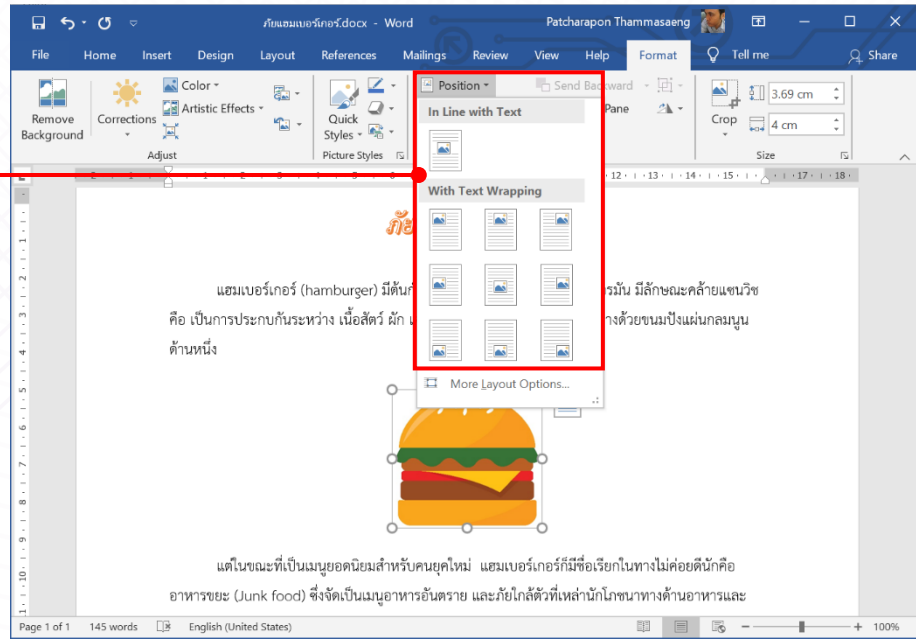 ภัยแฮมเบอร์เกอร์.docx - Word
Patcharapon Thammasaeng
File Home Insert Design Layout References Mailings Review View Help Format Tell me Share
Remove Background
Corrections
Color
Artistic Effects
Adjust
Quick Styles
Picture Styles
Position
Send Backward
Pane
Crop
3.69 cm
4 cm
Size
In Line with Text
With Text Wrapping
More Layout Options...
แฮมเบอร์เกอร์ (hamburger) มีลักษณะคล้ายแซนวิช
คือ เป็นการประกบกันระหว่าง เนื้อสัตว์ ผัก
ด้วยขนมปังแผ่นกลมนูน
ด้านหนึ่ง
แต่ในขณะที่เป็นเมนูยอดนิยมสำหรับคนยุคใหม่ แฮมเบอร์เกอร์ก็มีชื่อเรียกในทางไม่ค่อยดีนักคือ
อาหารขยะ (Junk food) ซึ่งจัดเป็นเมนูอาหารอันตราย และภัยใกล้ตัวที่เหล่านักโภชนาทางด้านอาหารและ
Page 1 of 1 145 words English (United States) 100%